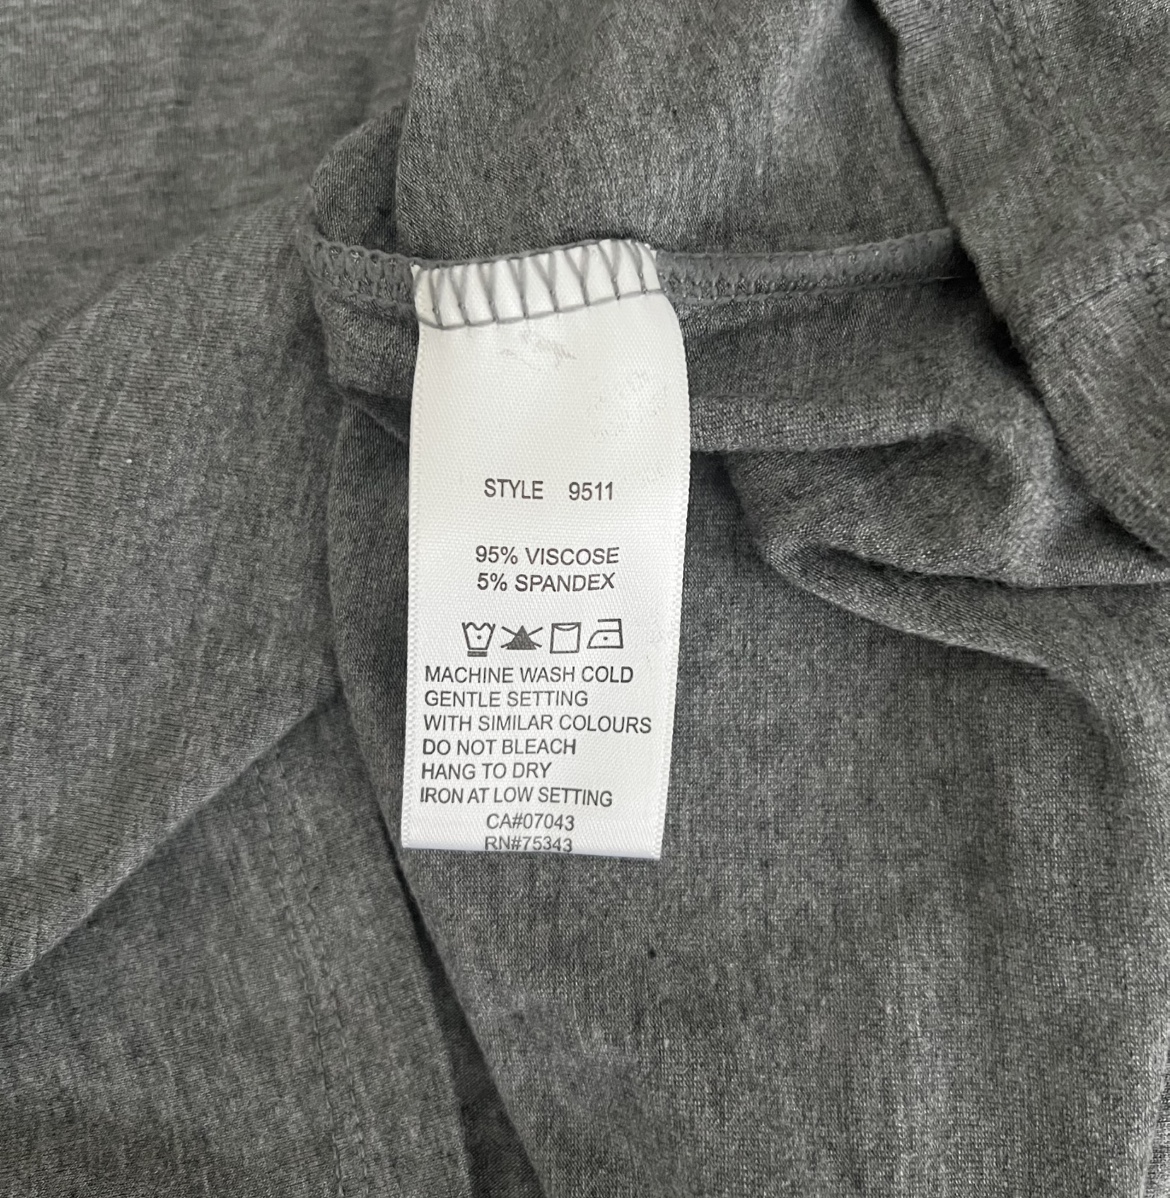 STYLE 9511
95% VISCOSE
5% SPANDEX
MACHINE WASH COLD
GENTLE SETTING
WITH SIMILAR COLOURS
DO NOT BLEACH
HANG TO DRY
IRON AT LOW SETTING
CA#07043
RN#75343